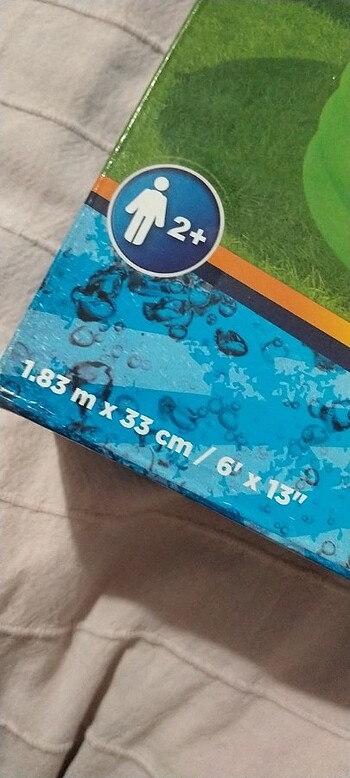 2+
1.83 m x 33 cm / 6' x 13"